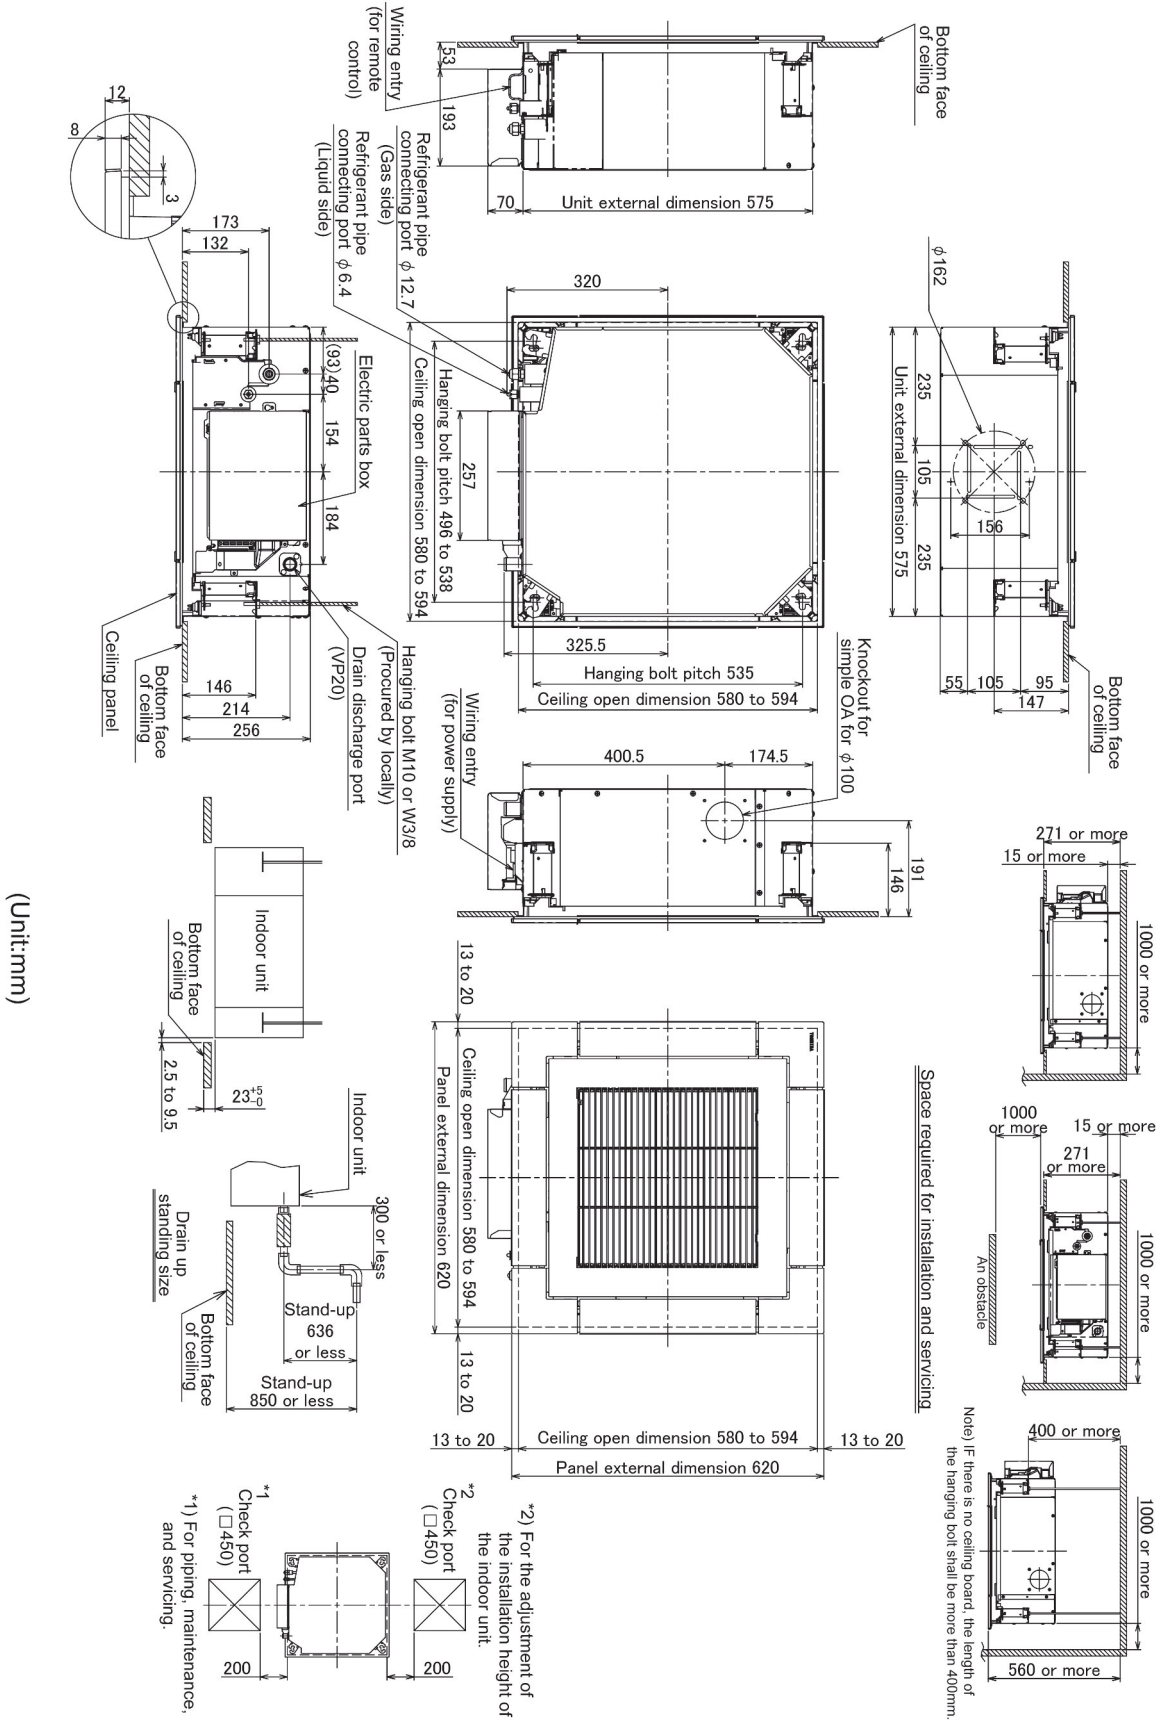 Wiring entry
(for remote
control)
53
193
Bottom face
of ceiling
70
Unit external dimension 575
12
8
3
Refrigerant pipe
connecting port φ 12.7
(Gas side)
Refrigerant pipe
connecting port φ 6.4
(Liquid side)
173
132
(93)
40
154
184
Electric parts box
146
214
256
Ceiling panel
Bottom face
of ceiling
Drain discharge port
(VP20)
Hanging bolt M10 or W3/8
(Procured by locally)
320
Hanging bolt pitch 496 to 538
Ceiling open dimension 580 to 594
257
325.5
Hanging bolt pitch 535
Ceiling open dimension 580 to 594
φ162
235
105
235
Unit external dimension 575
156
55
105
95
147
Bottom face
of ceiling
Wiring entry
(for power supply)
400.5
174.5
Knockout for
simple OA for φ100
191
146
Indoor unit
Bottom face
of ceiling
2.5 to 9.5
23+5-0
Indoor unit
300 or less
Stand-up
636
or less
Stand-up
850 or less
Drain up
standing size
Bottom face
of ceiling
13 to 20
Ceiling open dimension 580 to 594
Panel external dimension 620
13 to 20
13 to 20
Ceiling open dimension 580 to 594
13 to 20
Panel external dimension 620
Space required for installation and servicing
271 or more
15 or more
1000 or more
1000
or more
15 or more
271
or more
1000 or more
An obstacle
400 or more
1000 or more
560 or more
Note) IF there is no ceiling board, the length of
the hanging bolt shall be more than 400mm.
*1
Check port
(□450)
*2
Check port
(□450)
200
200
*1) For piping, maintenance,
and servicing.
*2) For the adjustment of
the installation height of
the indoor unit.
(Unit:mm)